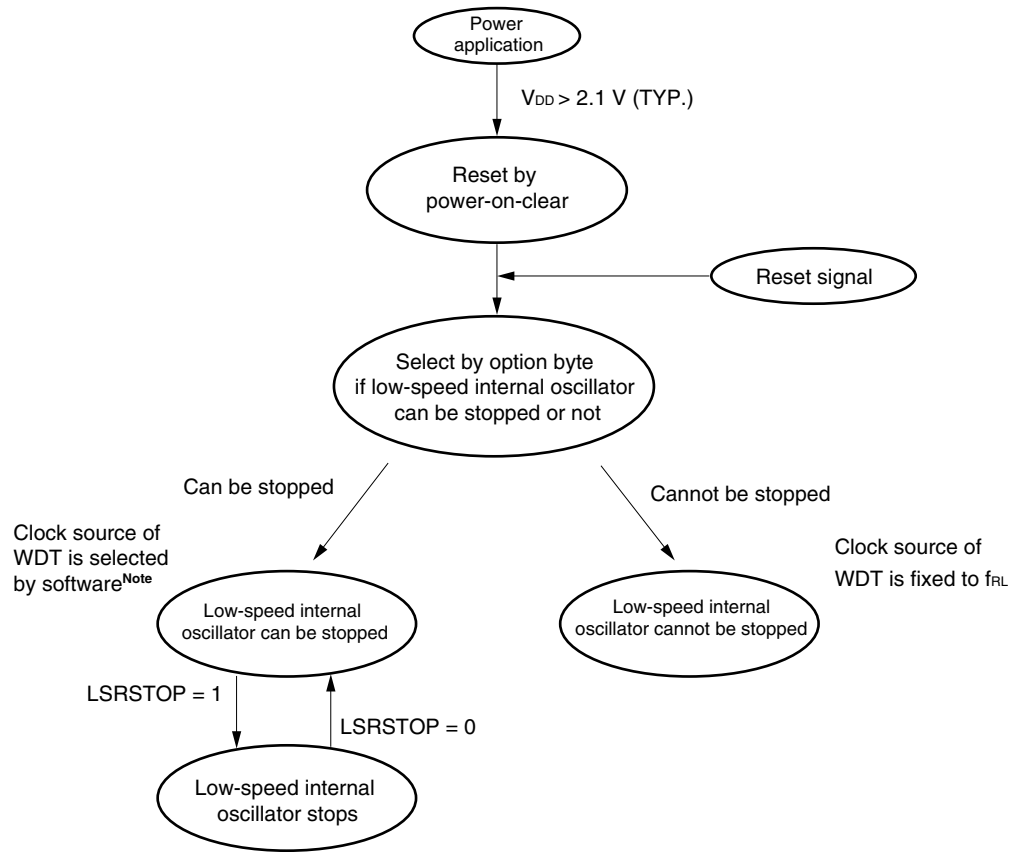 Power
application
VDD > 2.1 V (TYP.)
Reset by
power-on-clear
Reset signal
Select by option byte
if low-speed internal oscillator
can be stopped or not
Can be stopped
Cannot be stopped
Clock source of
WDT is selected
by softwareNote
Clock source of
WDT is fixed to fRL
Low-speed internal
oscillator can be stopped
Low-speed internal
oscillator cannot be stopped
LSRSTOP = 1
LSRSTOP = 0
Low-speed internal
oscillator stops